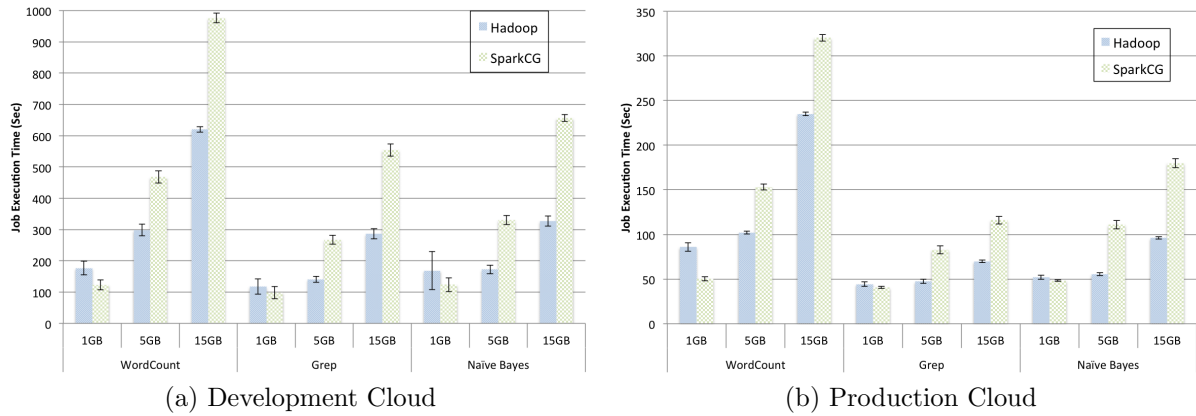 1000
900
800
700
600
500
400
300
200
100
0
Job Execution Time (Sec)
Hadoop
SparkCG
1GB 5GB 15GB 1GB 5GB 15GB 1GB 5GB 15GB
WordCount Grep Naïve Bayes
(a) Development Cloud
350
300
250
200
150
100
50
0
Job Execution Time (Sec)
Hadoop
SparkCG
1GB 5GB 15GB 1GB 5GB 15GB 1GB 5GB 15GB
WordCount Grep Naïve Bayes
(b) Production Cloud